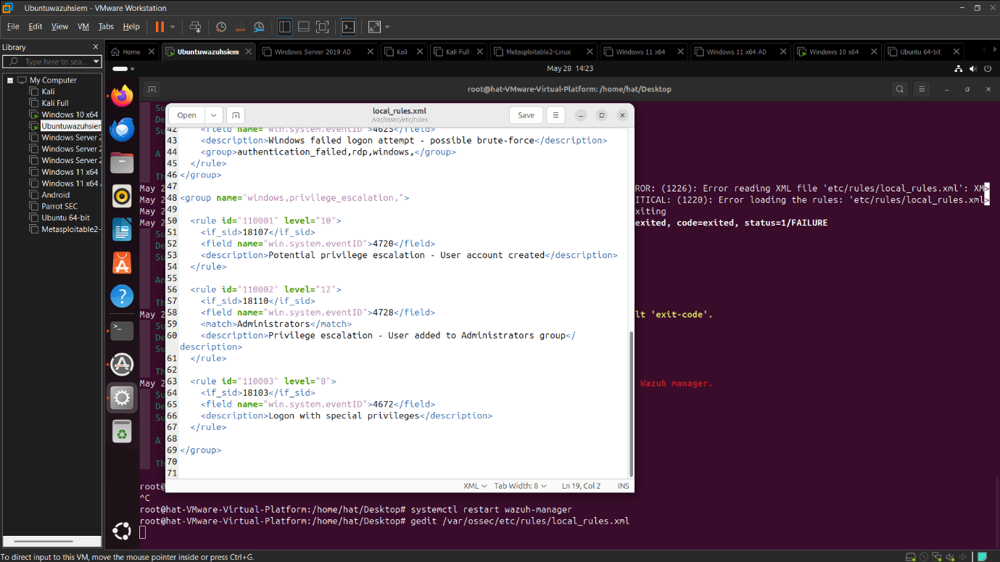 Ubuntuwazuhsiem - VMware Workstation
File Edit View VM Tabs Help
Library
Type here to sea...
My Computer
Kali
Kali Full
Windows 10 x64
Ubuntuwazuhsien
Windows Server 2
Windows Server 2
Windows Server 2
Windows 11 x64
Windows 11 x64
Android
Parrot SEC
Ubuntu 64-bit
Metasploitable2-
Home Ubuntuwazuhsiem Windows Server 2019 AD Kali Kali Full Metasploitable2-Linux Windows 11 x64 Windows 11 x64 AD Windows 10 x64 Ubuntu 64-bit
May 28 14:23
root@hat-VMware-Virtual-Platform: /home/hat/Desktop
Open local_rules.xml Save
/var/ossec/etc/rules
42 <field name="win.system.eventID">4625</field>
43 <description>Windows failed logon attempt - possible brute-force</description>
44 <group>authentication_failed,rdp,windows,</group>
45 </rule>
46 </group>
47
48 <group name="windows,privilege_escalation,">
49
50 <rule id="110001" level="10">
51 <if_sid>18107</if_sid>
52 <field name="win.system.eventID">4720</field>
53 <description>Potential privilege escalation - User account created</description>
54 </rule>
55
56 <rule id="110002" level="12">
57 <if_sid>18110</if_sid>
58 <field name="win.system.eventID">4728</field>
59 <match>Administrators</match>
60 <description>Privilege escalation - User added to Administrators group</
description>
61 </rule>
62
63 <rule id="110003" level="8">
64 <if_sid>18103</if_sid>
65 <field name="win.system.eventID">4672</field>
66 <description>Logon with special privileges</description>
67 </rule>
68
69 </group>
70
71
XML Tab Width: 8 Ln 19, Col 2 INS
Su
De
Su
A
Th
May 2 ROR: (1226): Error reading XML file 'etc/rules/local_rules.xml': XM>
May 2 ITICAL: (1220): Error loading the rules: 'etc/rules/local_rules.xml>
May 2 xiting
May 2 exited, code=exited, status=1/FAILURE
Su
De
Su
An
Th
May 2 lt 'exit-code'.
Su
De
Su
Th
May 2 Wazuh manager.
Su
De
Su
A
Th
root@
^C
root@hat-VMware-Virtual-Platform:/home/hat/Desktop# systemctl restart wazuh-manager
root@hat-VMware-Virtual-Platform:/home/hat/Desktop# gedit /var/ossec/etc/rules/local_rules.xml
To direct input to this VM, move the mouse pointer inside or press Ctrl+G.